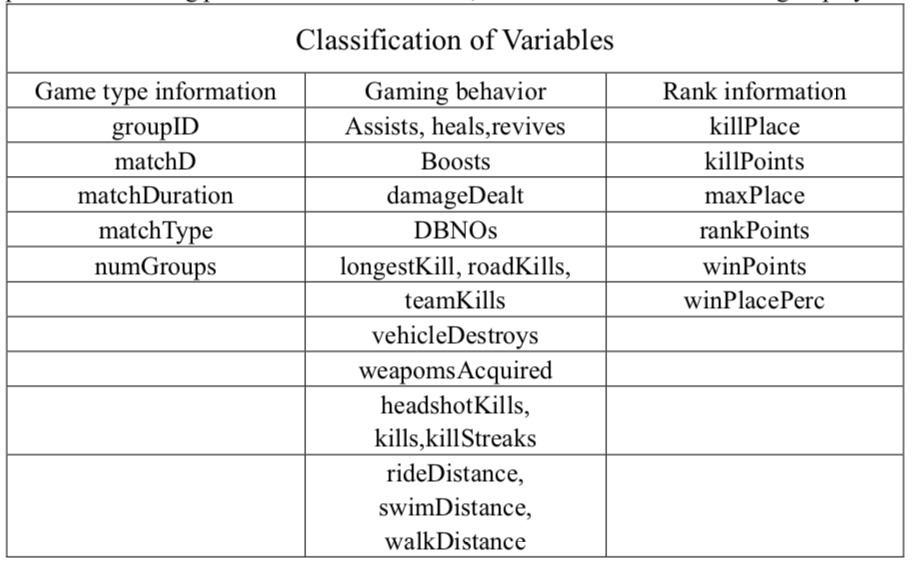 Classification of Variables
Game type information Gaming behavior Rank information
groupID Assists, heals,revives killPlace
matchD Boosts killPoints
matchDuration damageDealt maxPlace
matchType DBNOs rankPoints
numGroups longestKill, roadKills, winPoints
teamKills winPlacePerc
vehicleDestroys
weapomsAcquired
headshotKills,
kills,killStreaks
rideDistance,
swimDistance,
walkDistance